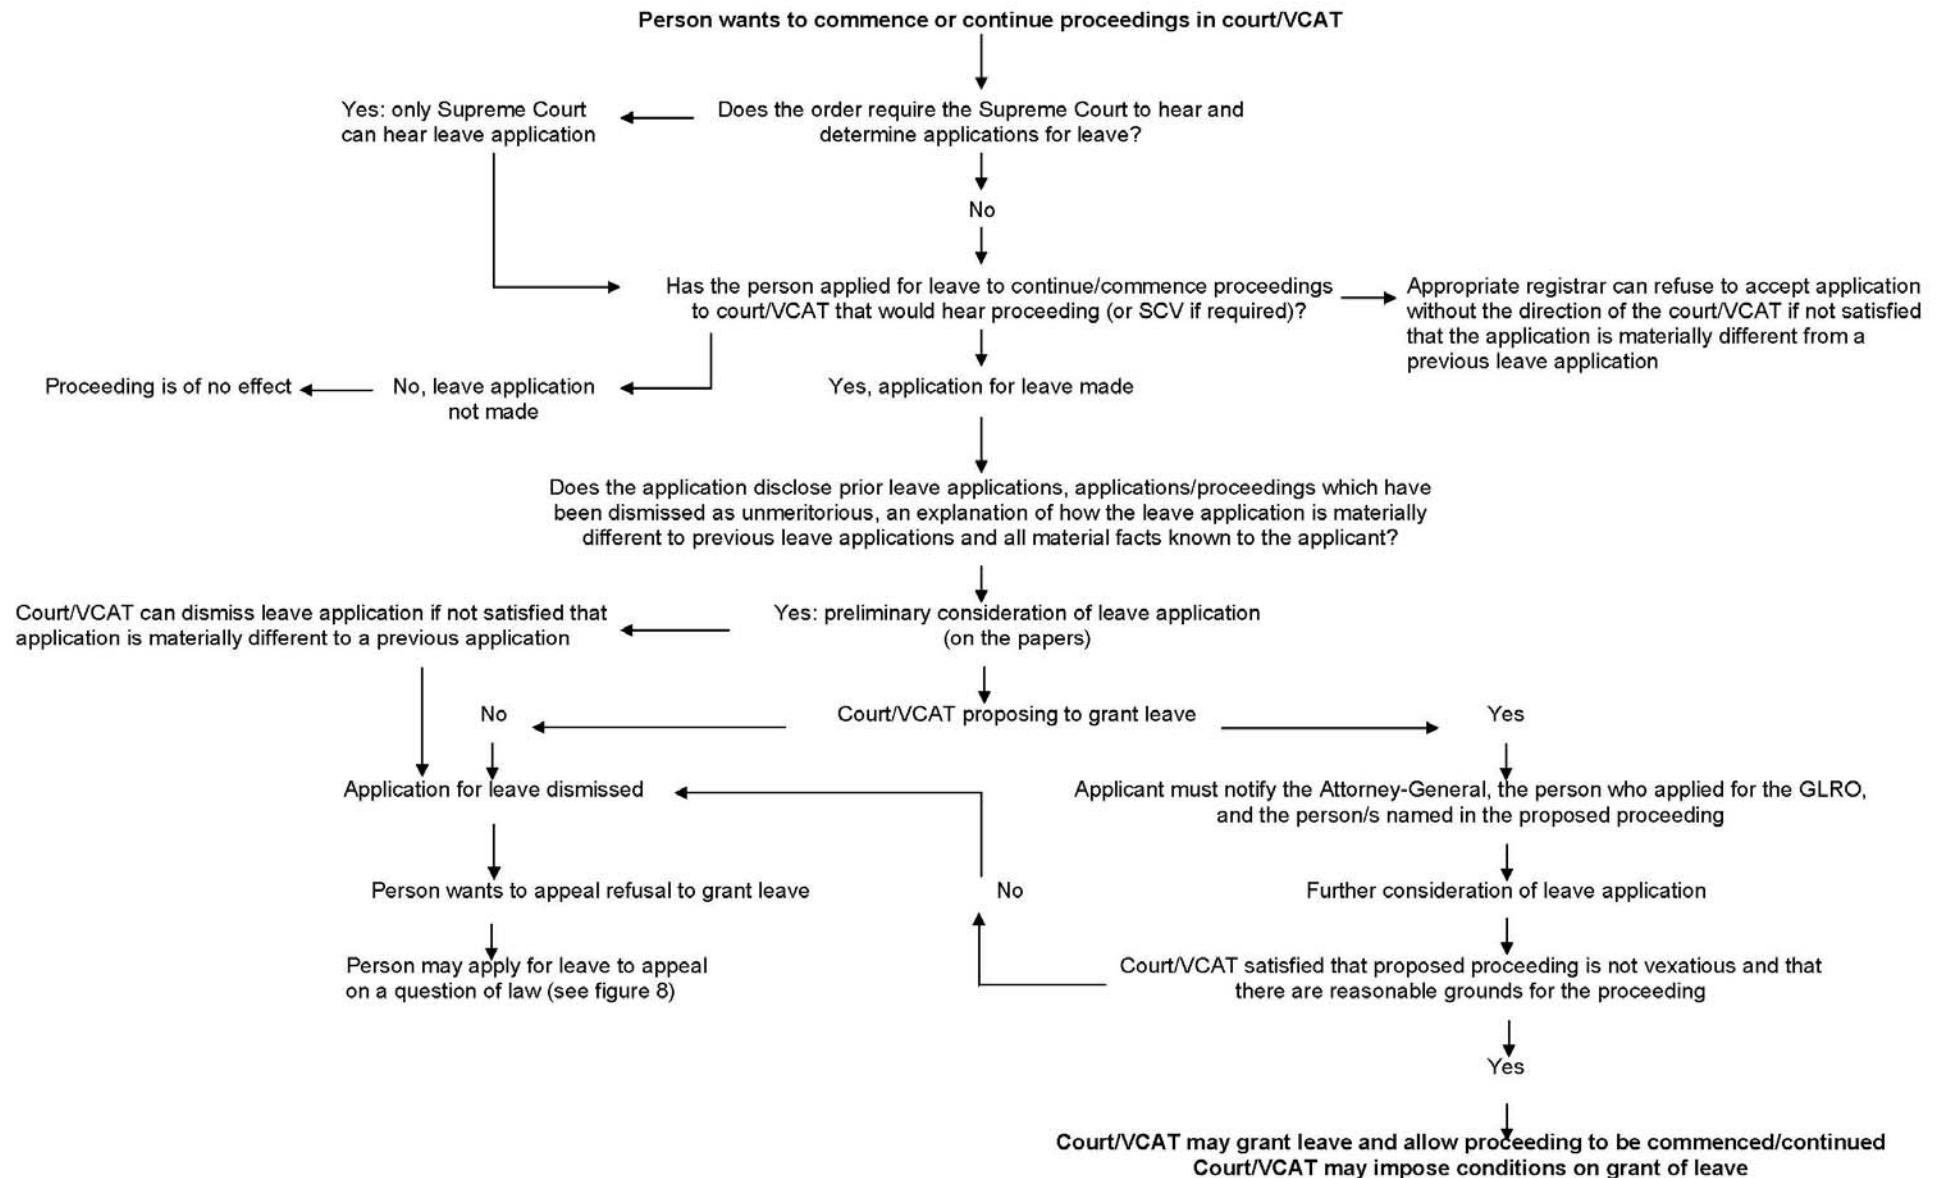 Person wants to commence or continue proceedings in court/VCAT
Yes: only Supreme Court
can hear leave application
Does the order require the Supreme Court to hear and
determine applications for leave?
No
Has the person applied for leave to continue/commence proceedings
to court/VCAT that would hear proceeding (or SCV if required)?
Appropriate registrar can refuse to accept application
without the direction of the court/VCAT if not satisfied
that the application is materially different from a
previous leave application
Proceeding is of no effect
No, leave application
not made
Yes, application for leave made
Does the application disclose prior leave applications, applications/proceedings which have
been dismissed as unmeritorious, an explanation of how the leave application is materially
different to previous leave applications and all material facts known to the applicant?
Court/VCAT can dismiss leave application if not satisfied that
application is materially different to a previous application
Yes: preliminary consideration of leave application
(on the papers)
No
Court/VCAT proposing to grant leave
Yes
Application for leave dismissed
Applicant must notify the Attorney-General, the person who applied for the GLRO,
and the person/s named in the proposed proceeding
Person wants to appeal refusal to grant leave
No
Further consideration of leave application
Person may apply for leave to appeal
on a question of law (see figure 8)
Court/VCAT satisfied that proposed proceeding is not vexatious and that
there are reasonable grounds for the proceeding
Yes
Court/VCAT may grant leave and allow proceeding to be commenced/continued
Court/VCAT may impose conditions on grant of leave